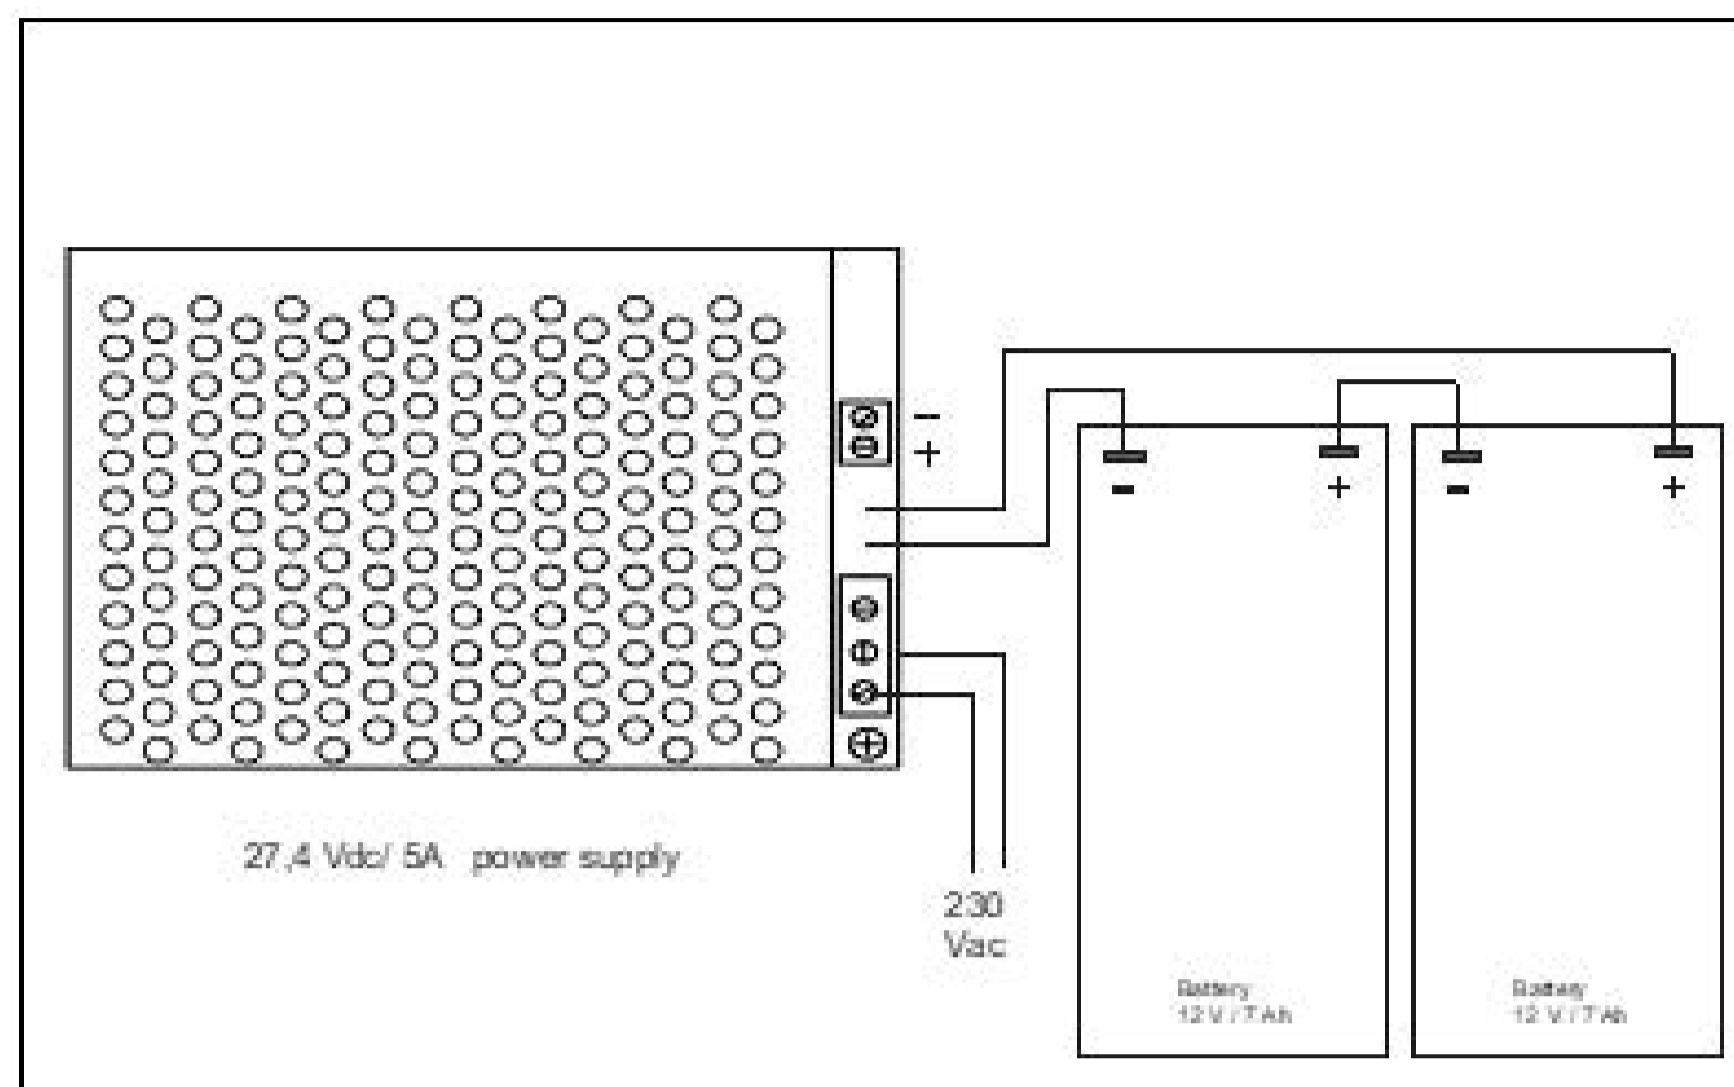 −
+
- + - +
27,4 Vdc/ 5A power supply
230
Vac
Battery
12 V / 7 Ah
Battery
12 V / 7 Ah